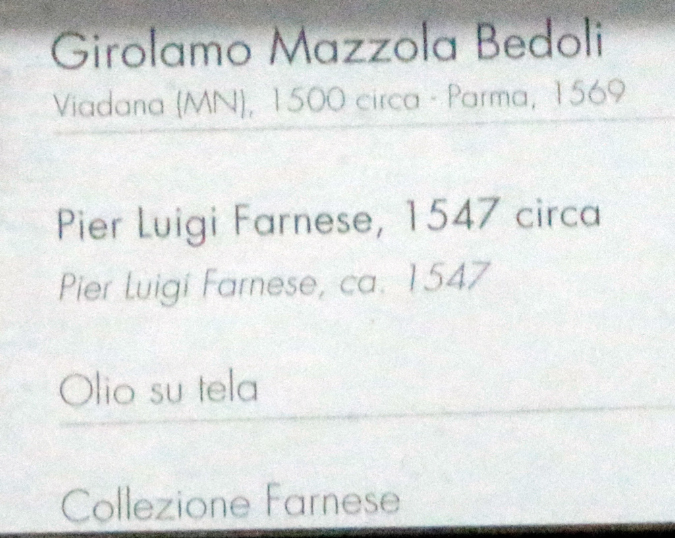 Girolamo Mazzola Bedoli
Viadana (MN), 1500 circa - Parma, 1569
Pier Luigi Farnese, 1547 circa
Pier Luigi Farnese, ca. 1547
Olio su tela
Collezione Farnese